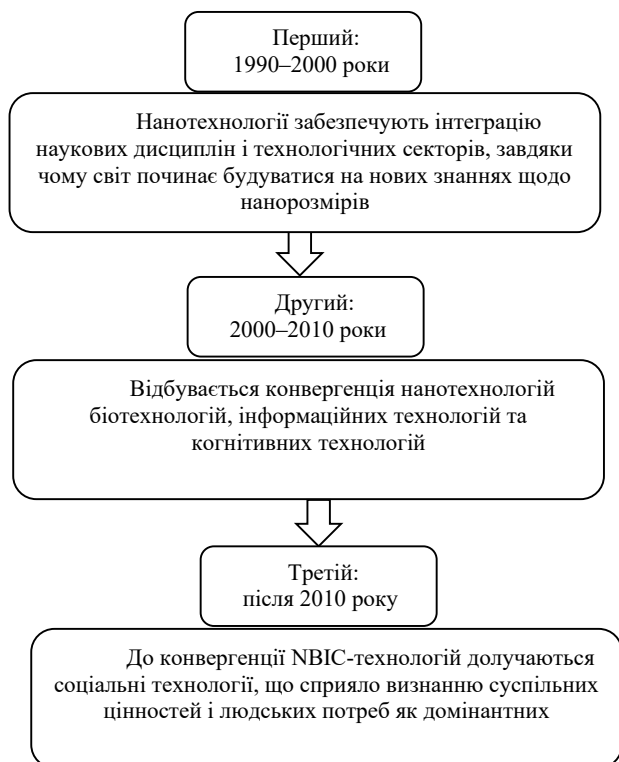 Перший:
1990–2000 роки
Нанотехнології забезпечують інтеграцію
наукових дисциплін і технологічних секторів, завдяки
чому світ починає будуватися на нових знаннях щодо
нанорозмірів
Другий:
2000–2010 роки
Відбувається конвергенція нанотехнологій
біотехнологій, інформаційних технологій та
когнітивних технологій
Третій:
після 2010 року
До конвергенції NBIC-технологій долучаються
соціальні технології, що сприяло визнанню суспільних
цінностей і людських потреб як домінантних